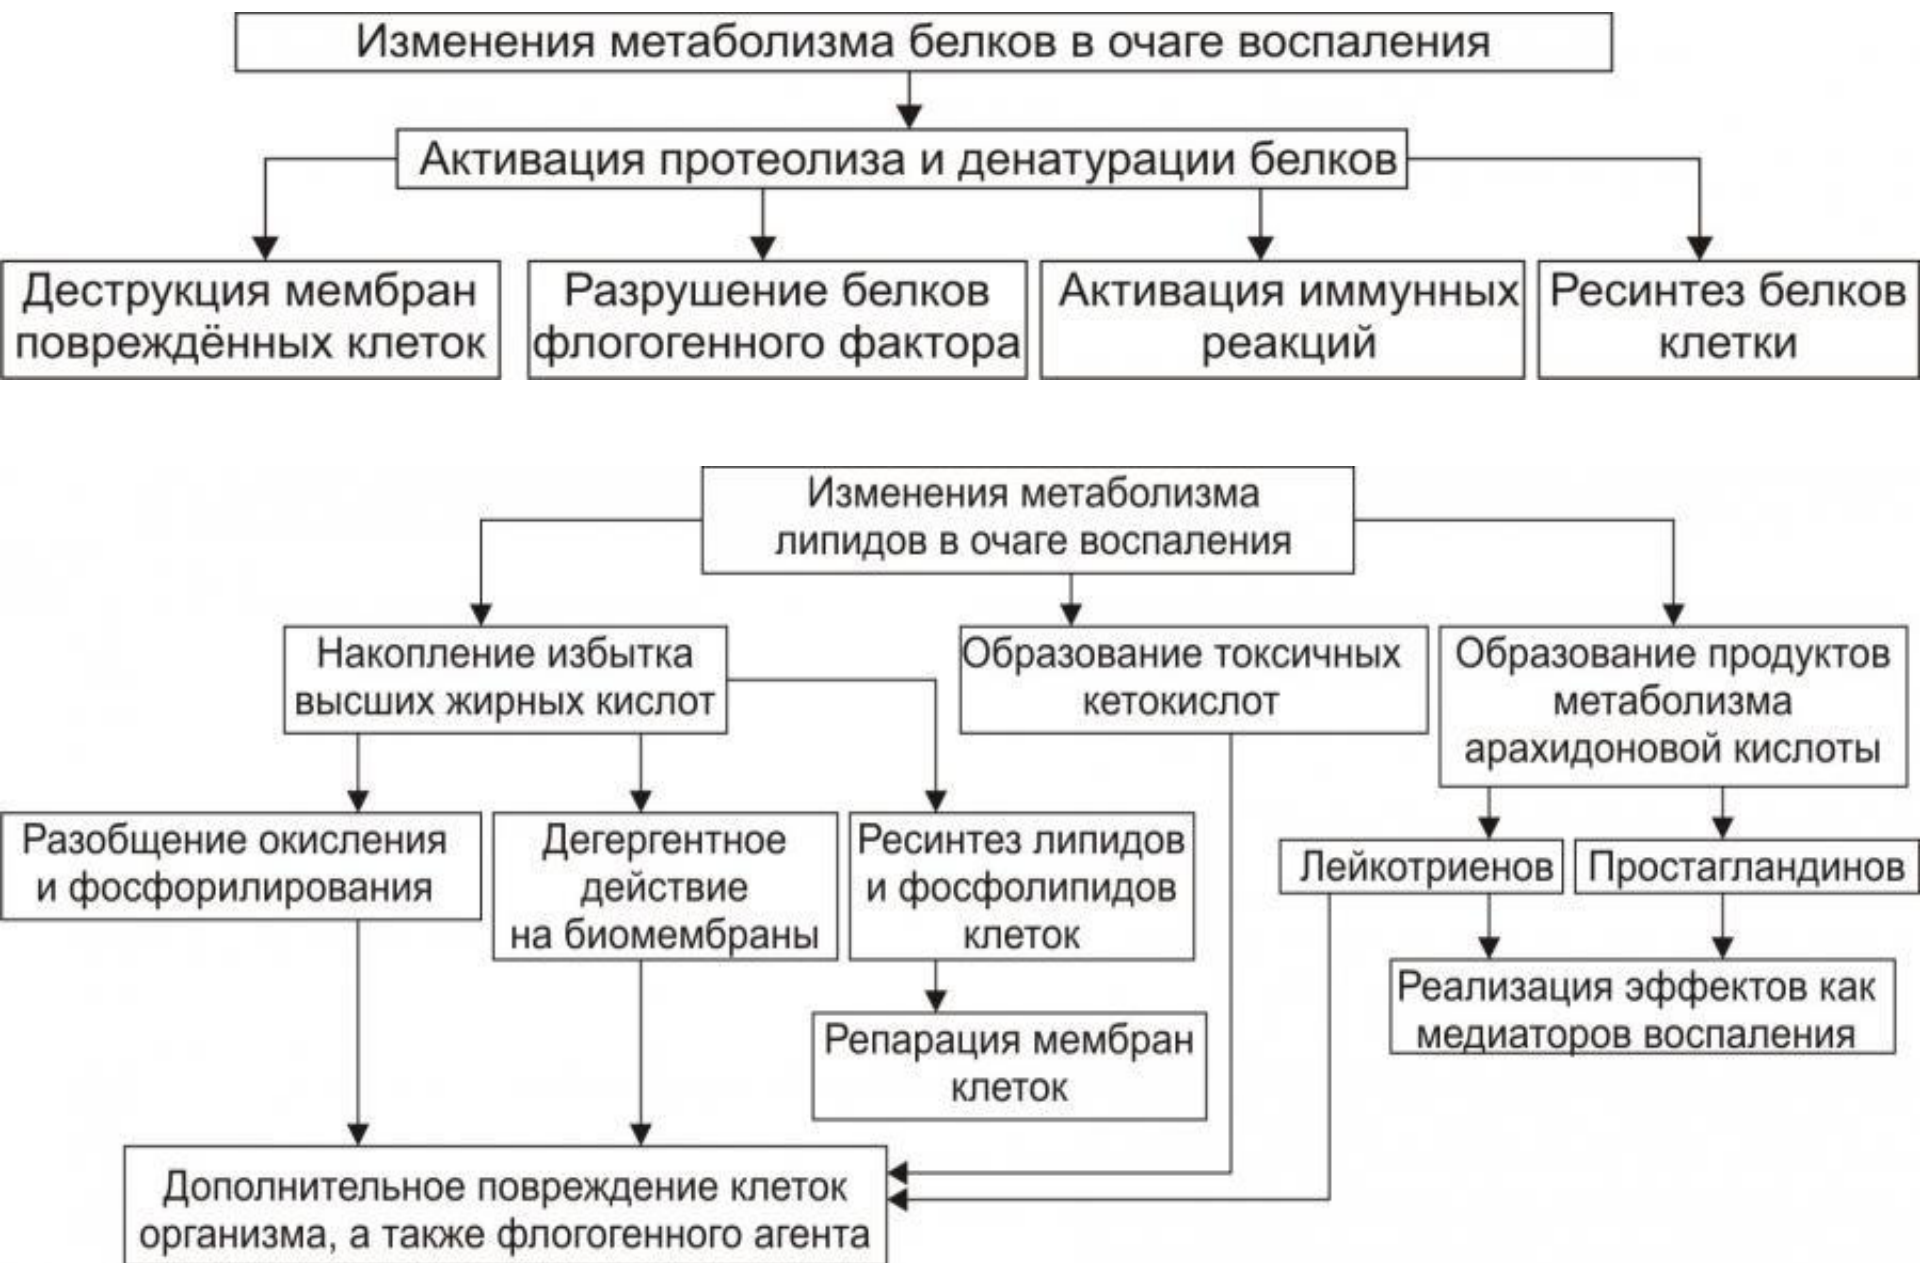 Изменения метаболизма белков в очаге воспаления
Активация протеолиза и денатурации белков
Деструкция мембран
повреждённых клеток
Разрушение белков
флогогенного фактора
Активация иммунных
реакций
Ресинтез белков
клетки
Изменения метаболизма
липидов в очаге воспаления
Накопление избытка
высших жирных кислот
Образование токсичных
кетокислот
Образование продуктов
метаболизма
арахидоновой кислоты
Разобщение окисления
и фосфорилирования
Дегергентное
действие
на биомембраны
Ресинтез липидов
и фосфолипидов
клеток
Лейкотриенов
Простагландинов
Репарация мембран
клеток
Реализация эффектов как
медиаторов воспаления
Дополнительное повреждение клеток
организма, а также флогогенного агента